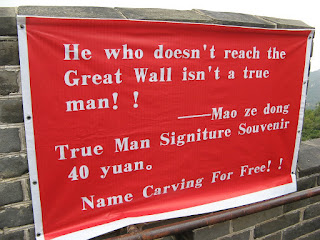 He who doesn't reach the
Great Wall isn't a true
man! !
——Mao ze dong
True Man Signiture Souvenir
40 yuan。
Name Carving For Free! !